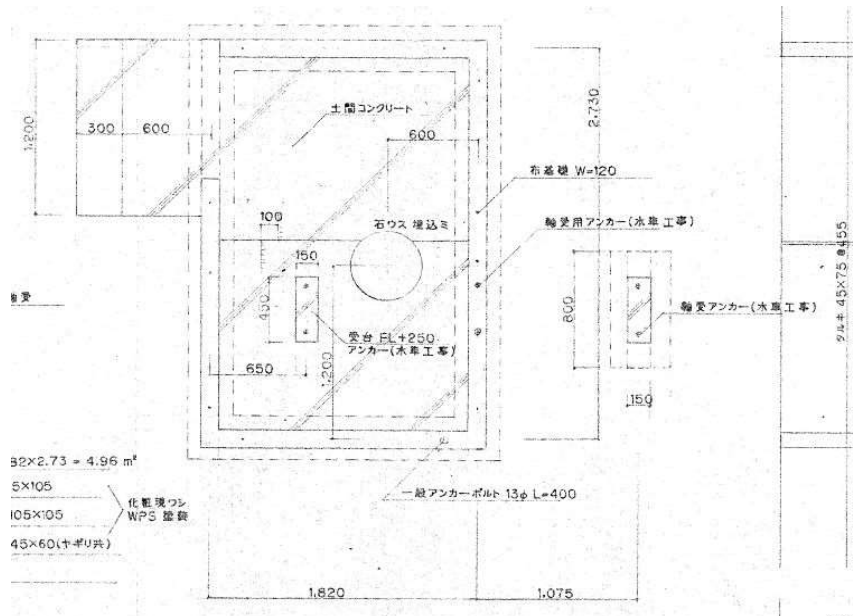 1,200
300
600
土間コンクリート
600
2,730
布基礎 W=120
100
石ウス 埋込ミ
軸受用アンカー(水車工事)
150
450
受台 FL+250
アンカー(水車工事)
650
1,200
800
軸受アンカー(水車工事)
150
タルキ 45×75 @455
軸受
82×2.73 = 4.96 m²
5×105
105×105
45×60(ヤギリ共)
化粧現ワシ
WPS 塗装
一般アンカーボルト 13φ L=400
1,820
1,075